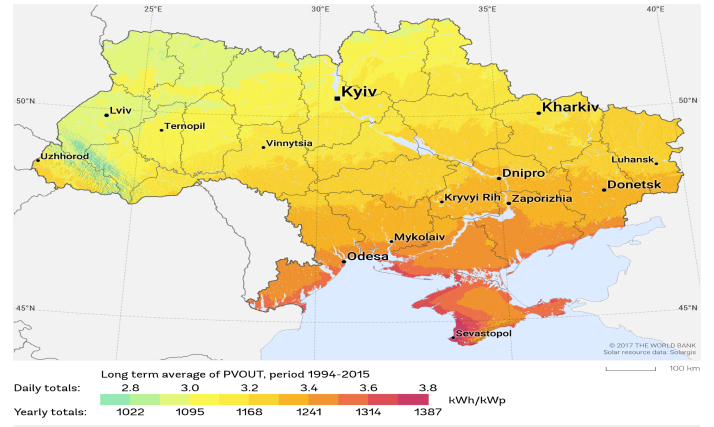 25°E 30°E 35°E 40°E
Kyiv
50°N 50°N
Kharkiv
Lviv
Ternopil
Vinnytsia
Uzhhorod
Luhansk
Dnipro
Donetsk
Kryvyi Rih Zaporizhia
Mykolaiv
Odesa
45°N 45°N
Sevastopol
© 2017 THE WORLD BANK
Solar resource data: Solargis
100 km
Long term average of PVOUT, period 1994-2015
Daily totals: 2.8 3.0 3.2 3.4 3.6 3.8
kWh/kWp
Yearly totals: 1022 1095 1168 1241 1314 1387